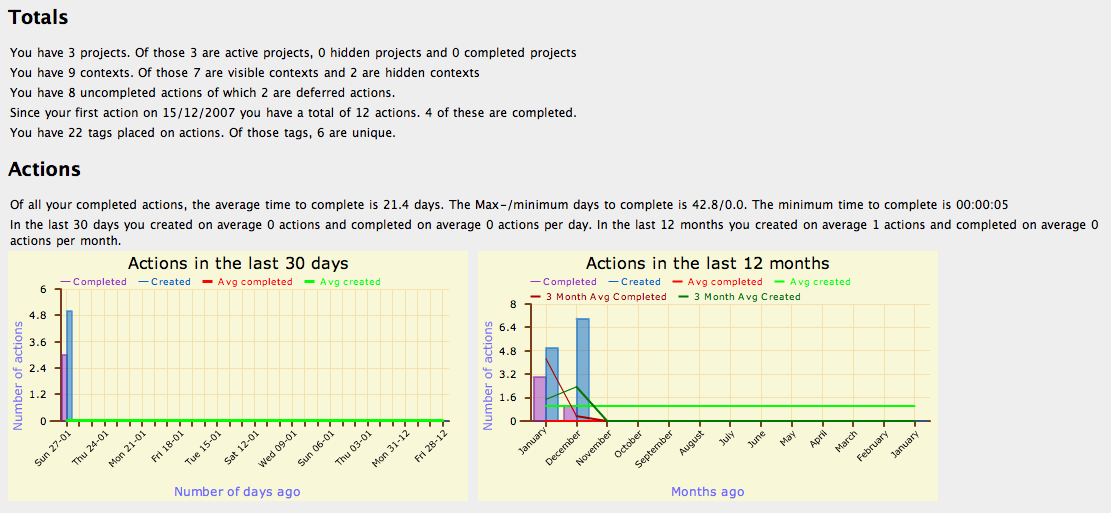 Totals
You have 3 projects. Of those 3 are active projects, 0 hidden projects and 0 completed projects
You have 9 contexts. Of those 7 are visible contexts and 2 are hidden contexts
You have 8 uncompleted actions of which 2 are deferred actions.
Since your first action on 15/12/2007 you have a total of 12 actions. 4 of these are completed.
You have 22 tags placed on actions. Of those tags, 6 are unique.
Actions
Of all your completed actions, the average time to complete is 21.4 days. The Max-/minimum days to complete is 42.8/0.0. The minimum time to complete is 00:00:05
In the last 30 days you created on average 0 actions and completed on average 0 actions per day. In the last 12 months you created on average 1 actions and completed on average 0
actions per month.
Actions in the last 30 days
Completed Created Avg completed Avg created
6
4.8
3.6
2.4
1.2
0
Number of actions
Sun 27-01
Thu 24-01
Mon 21-01
Fri 18-01
Tue 15-01
Sat 12-01
Wed 09-01
Sun 06-01
Thu 03-01
Mon 31-12
Fri 28-12
Number of days ago
Actions in the last 12 months
Completed Created Avg completed Avg created
3 Month Avg Completed 3 Month Avg Created
8
6.4
4.8
3.2
1.6
0
Number of actions
January
December
November
October
September
August
July
June
May
April
March
February
January
Months ago